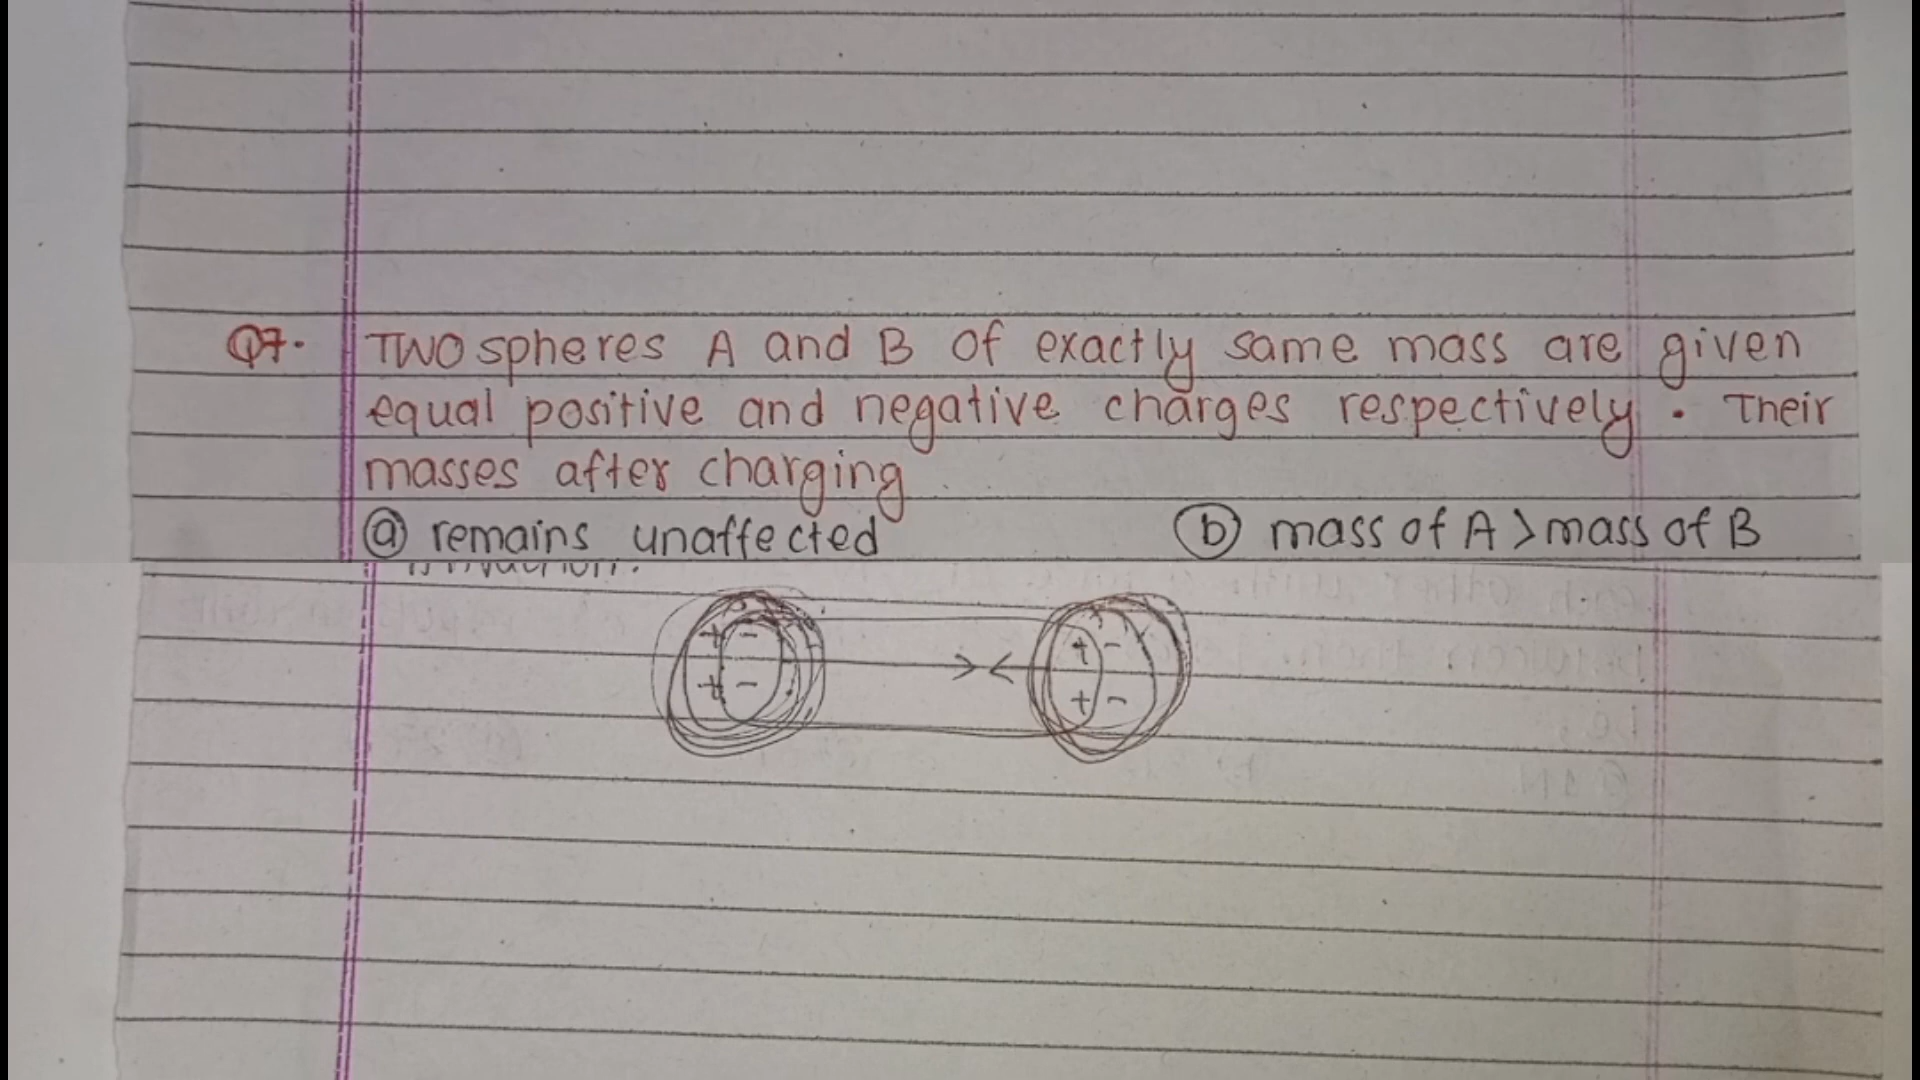 Q7. Two spheres A and B of exactly same mass are given
equal positive and negative charges respectively. Their
masses after charging
(a) remains unaffected (b) mass of A > mass of B
+ - + -
+ - + -